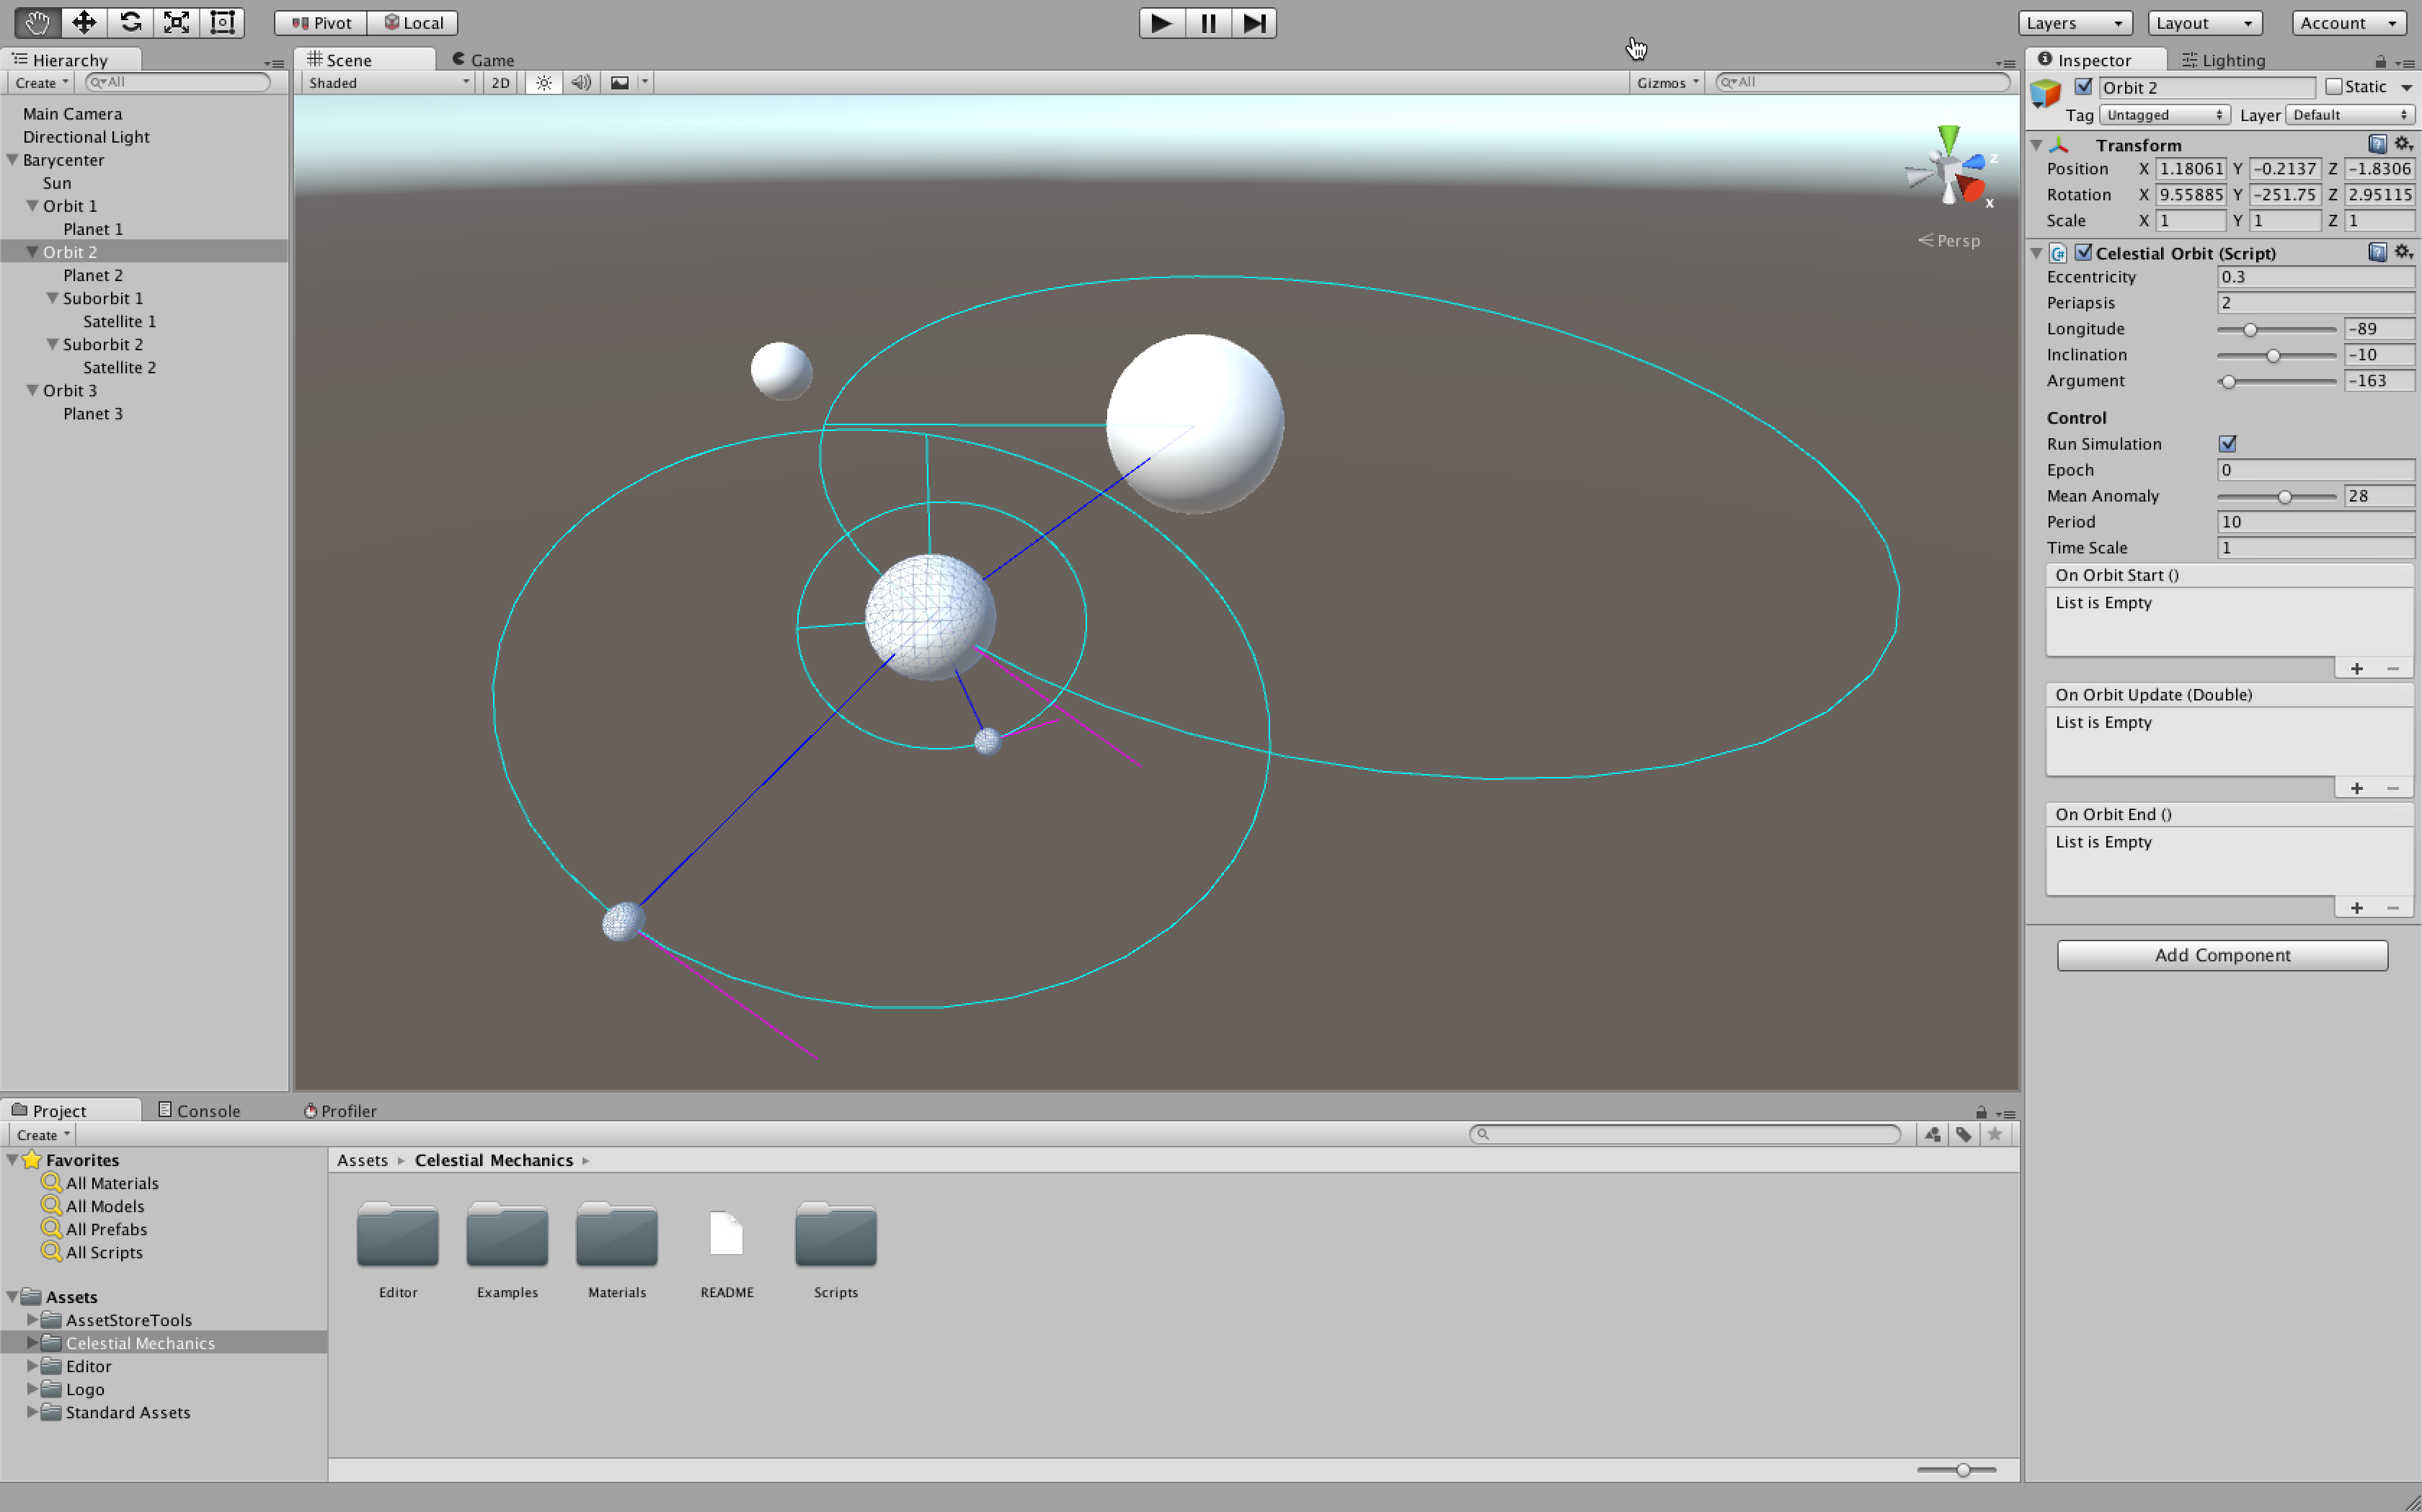 Pivot Local Layers Layout Account
Hierarchy
Create All
Main Camera
Directional Light
Barycenter
Sun
Orbit 1
Planet 1
Orbit 2
Planet 2
Suborbit 1
Satellite 1
Suborbit 2
Satellite 2
Orbit 3
Planet 3
Scene Game
Shaded 2D Gizmos All
z
x
Persp
Inspector Lighting
Orbit 2 Static
Tag Untagged Layer Default
Transform
Position X 1.18061 Y -0.2137 Z -1.8306
Rotation X 9.55885 Y -251.75 Z 2.95115
Scale X 1 Y 1 Z 1
Celestial Orbit (Script)
Eccentricity 0.3
Periapsis 2
Longitude -89
Inclination -10
Argument -163
Control
Run Simulation
Epoch 0
Mean Anomaly 28
Period 10
Time Scale 1
On Orbit Start ()
List is Empty
+ −
On Orbit Update (Double)
List is Empty
+ −
On Orbit End ()
List is Empty
+ −
Add Component
Project Console Profiler
Create
Favorites
All Materials
All Models
All Prefabs
All Scripts
Assets
AssetStoreTools
Celestial Mechanics
Editor
Logo
Standard Assets
Assets Celestial Mechanics
Editor Examples Materials README Scripts